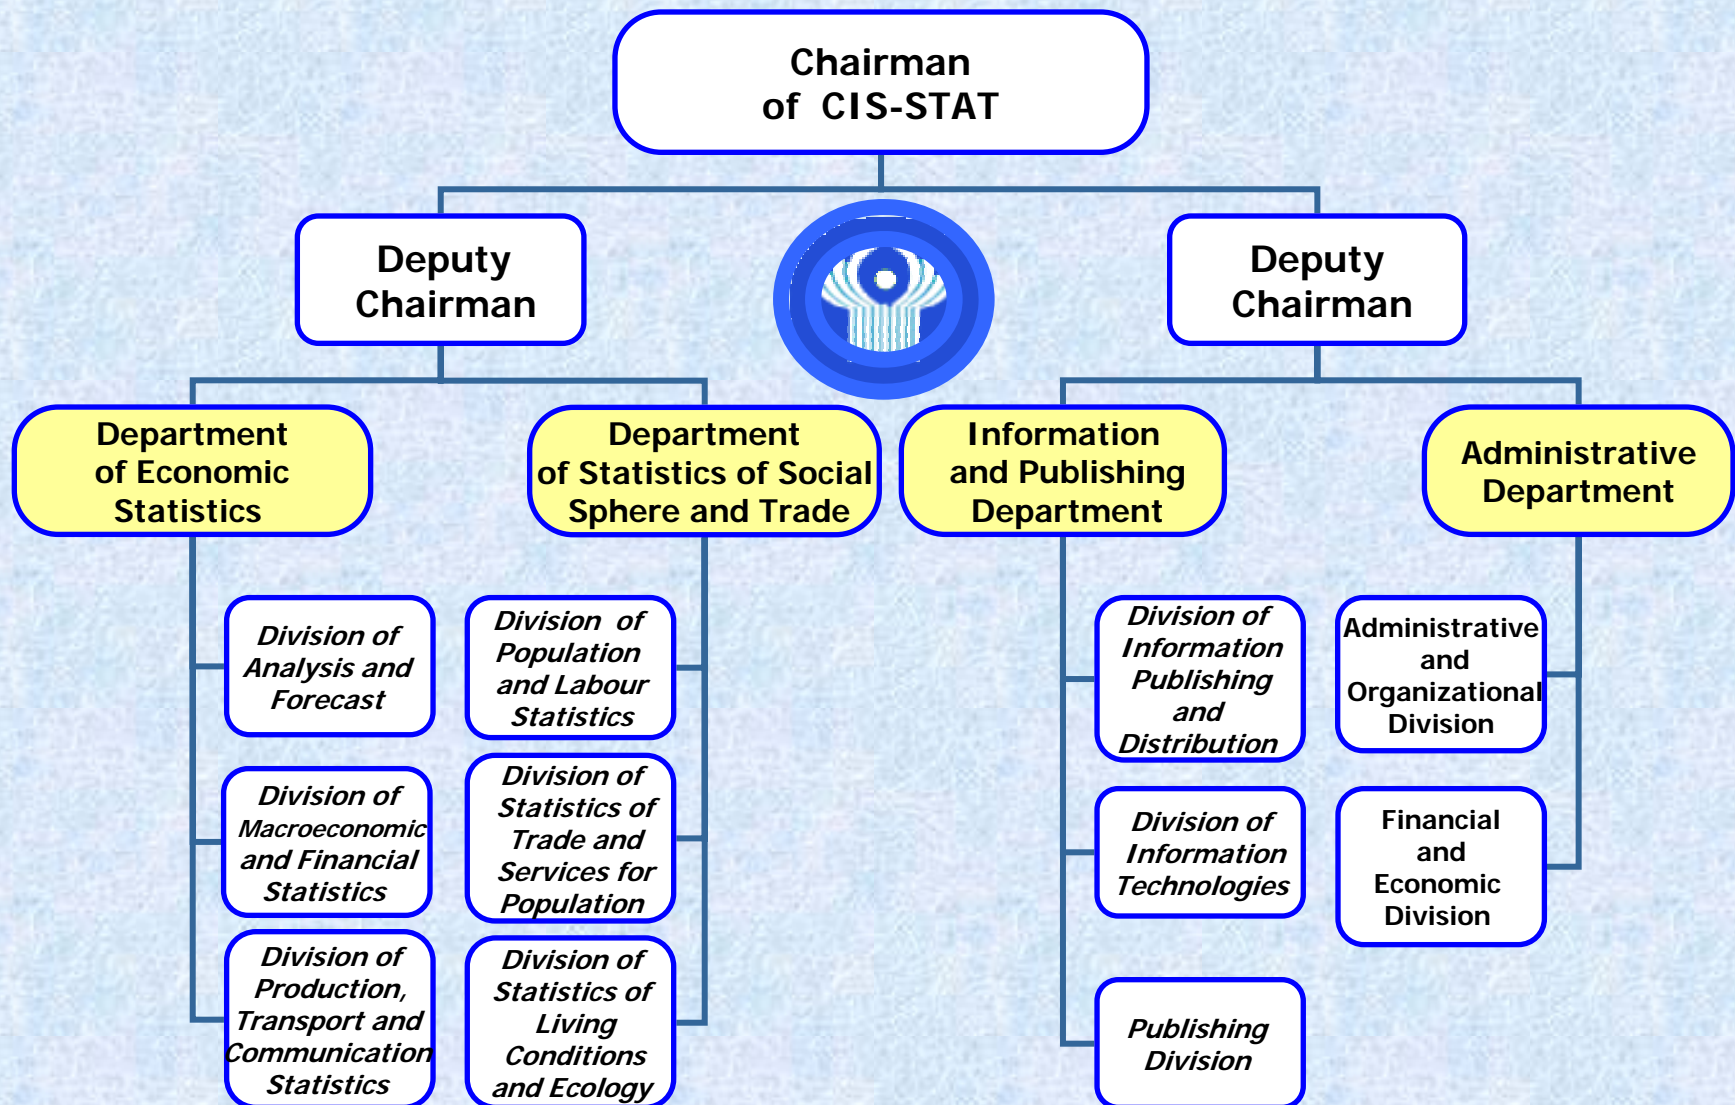 Chairman
of CIS-STAT
Deputy
Chairman
Deputy
Chairman
Department
of Economic
Statistics
Department
of Statistics of Social
Sphere and Trade
Information
and Publishing
Department
Administrative
Department
Division of
Analysis and
Forecast
Division of
Macroeconomic
and Financial
Statistics
Division of
Production,
Transport and
Communication
Statistics
Division of
Population
and Labour
Statistics
Division of
Statistics of
Trade and
Services for
Population
Division of
Statistics of
Living
Conditions
and Ecology
Division of
Information
Publishing
and
Distribution
Division of
Information
Technologies
Publishing
Division
Administrative
and
Organizational
Division
Financial
and
Economic
Division